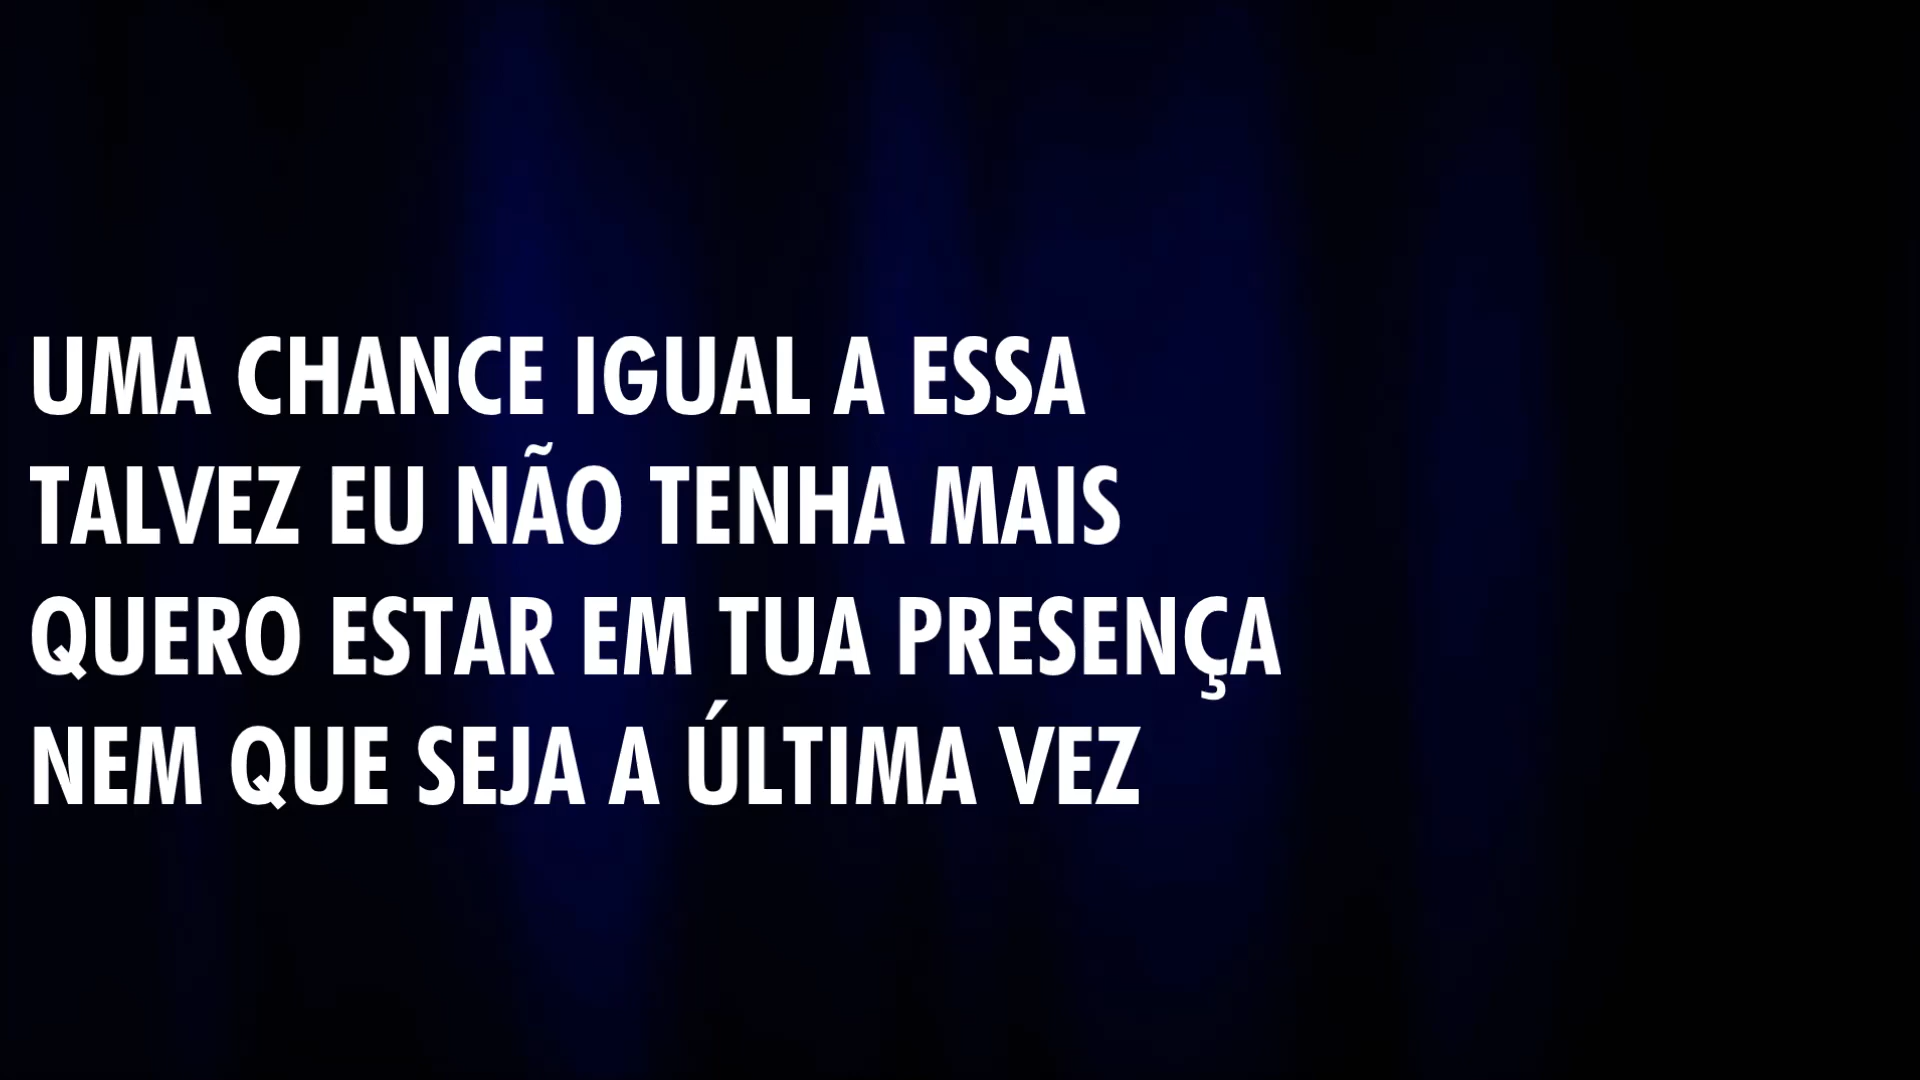 UMA CHANCE IGUAL A ESSA
TALVEZ EU NÃO TENHA MAIS
QUERO ESTAR EM TUA PRESENÇA
NEM QUE SEJA A ÚLTIMA VEZ